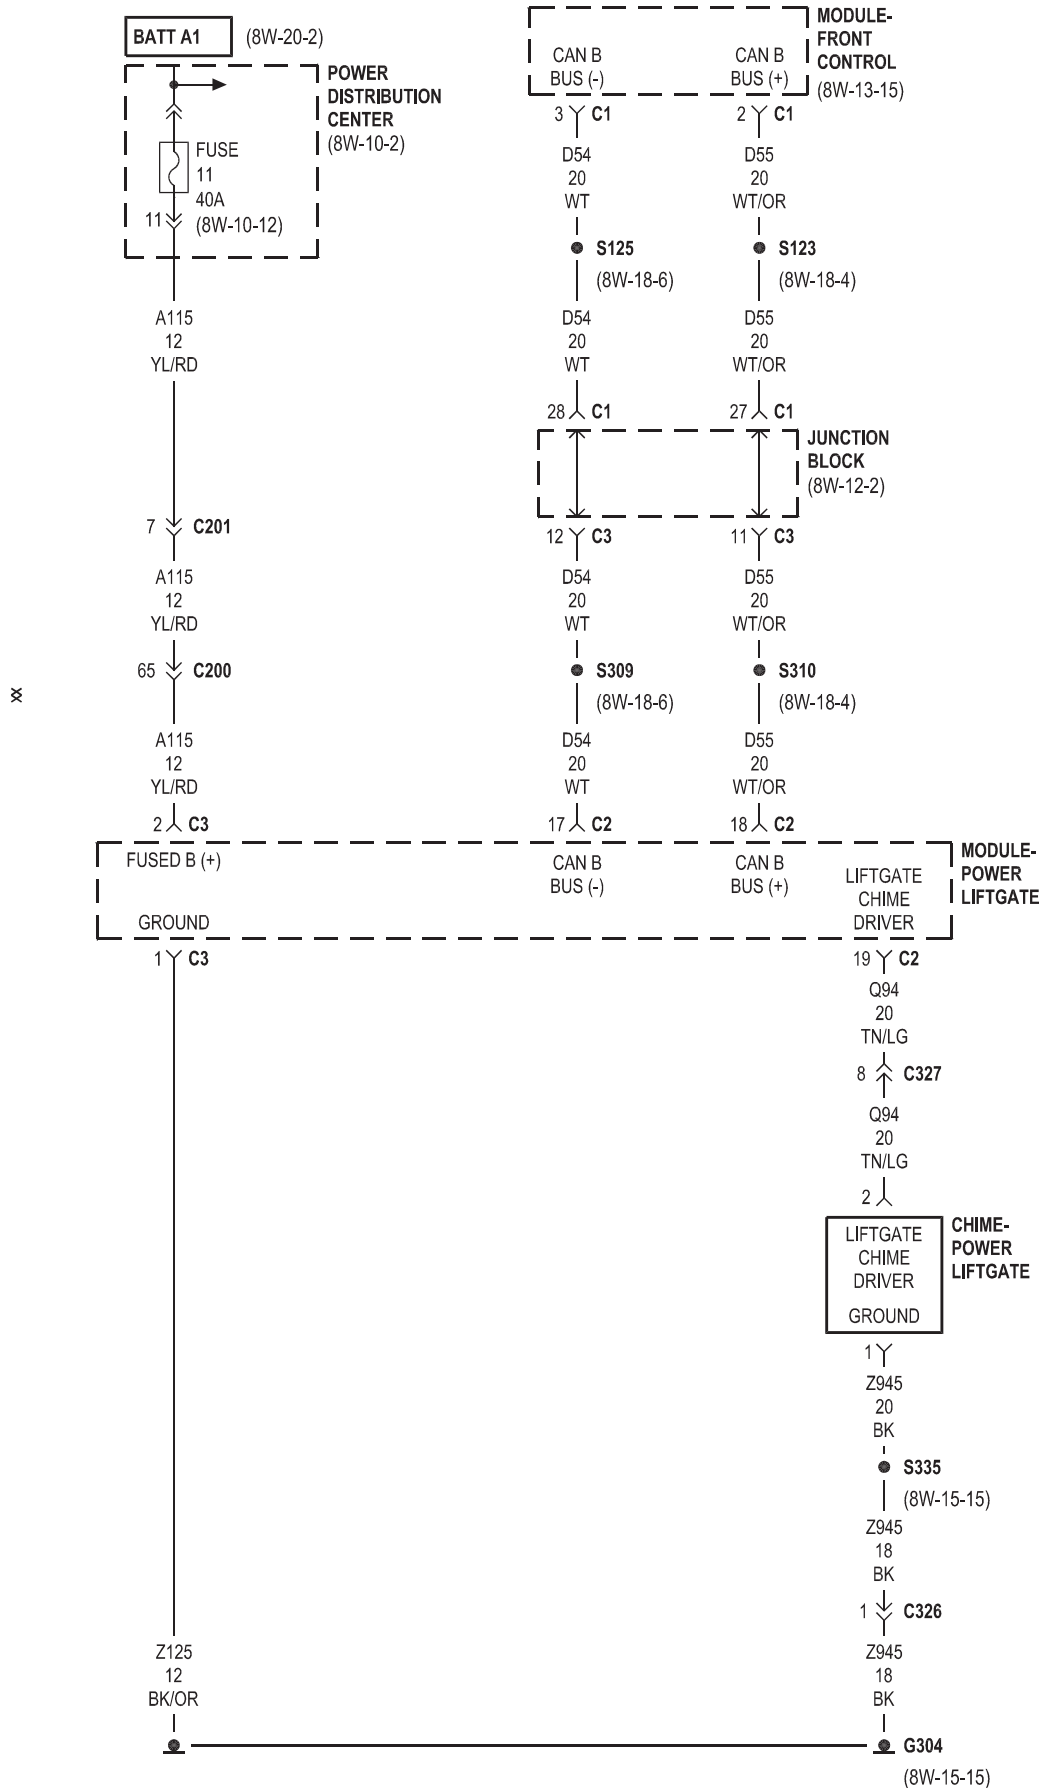 BATT A1 (8W-20-2)
POWER
DISTRIBUTION
CENTER
(8W-10-2)
FUSE
11
40A
(8W-10-12)
11
A115
12
YL/RD
7 C201
A115
12
YL/RD
65 C200
A115
12
YL/RD
2 C3
MODULE-
FRONT
CONTROL
(8W-13-15)
CAN B
BUS (-)
3 C1
D54
20
WT
S125
(8W-18-6)
D54
20
WT
28 C1
CAN B
BUS (+)
2 C1
D55
20
WT/OR
S123
(8W-18-4)
D55
20
WT/OR
27 C1
JUNCTION
BLOCK
(8W-12-2)
12 C3
D54
20
WT
S309
(8W-18-6)
D54
20
WT
17 C2
11 C3
D55
20
WT/OR
S310
(8W-18-4)
D55
20
WT/OR
18 C2
XX
MODULE-
POWER
LIFTGATE
FUSED B (+)
CAN B
BUS (-)
CAN B
BUS (+)
LIFTGATE
CHIME
DRIVER
GROUND
1 C3
19 C2
Q94
20
TN/LG
8 C327
Q94
20
TN/LG
2
CHIME-
POWER
LIFTGATE
LIFTGATE
CHIME
DRIVER
GROUND
1
Z945
20
BK
S335
(8W-15-15)
Z945
18
BK
1 C326
Z945
18
BK
Z125
12
BK/OR
G304
(8W-15-15)